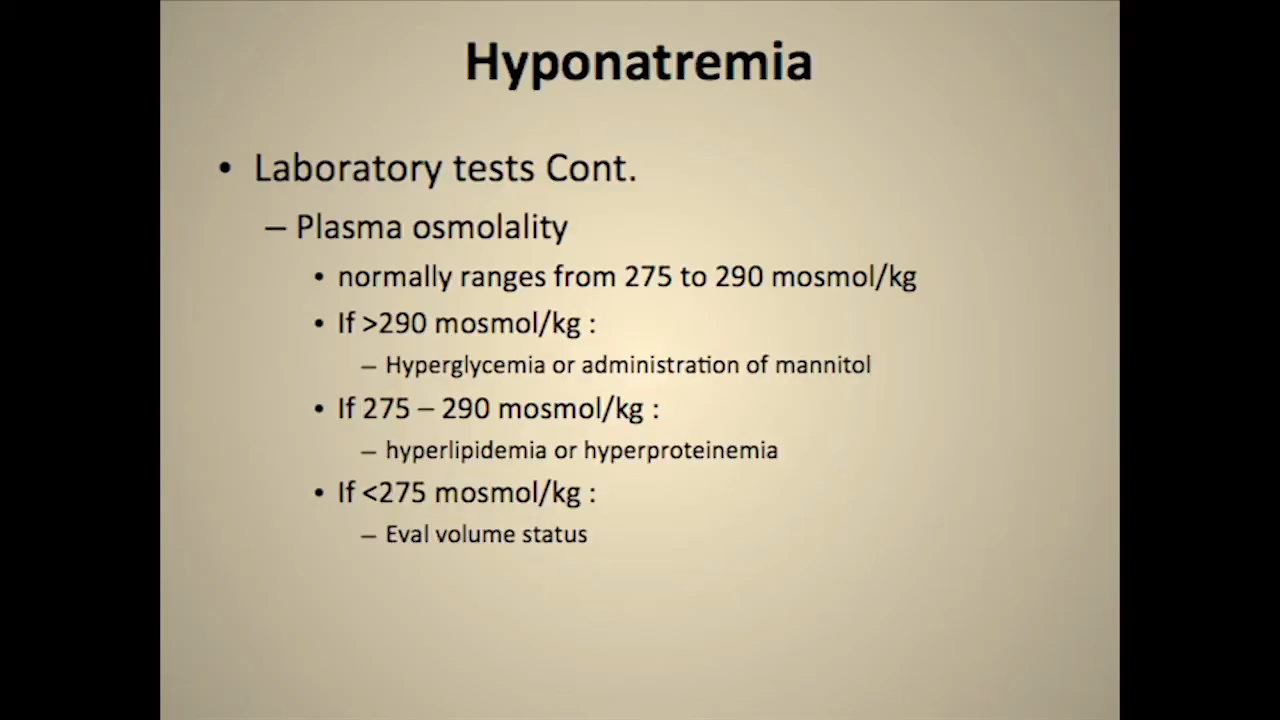 Hyponatremia
• Laboratory tests Cont.
– Plasma osmolality
• normally ranges from 275 to 290 mosmol/kg
• If >290 mosmol/kg :
– Hyperglycemia or administration of mannitol
• If 275 – 290 mosmol/kg :
– hyperlipidemia or hyperproteinemia
• If <275 mosmol/kg :
– Eval volume status